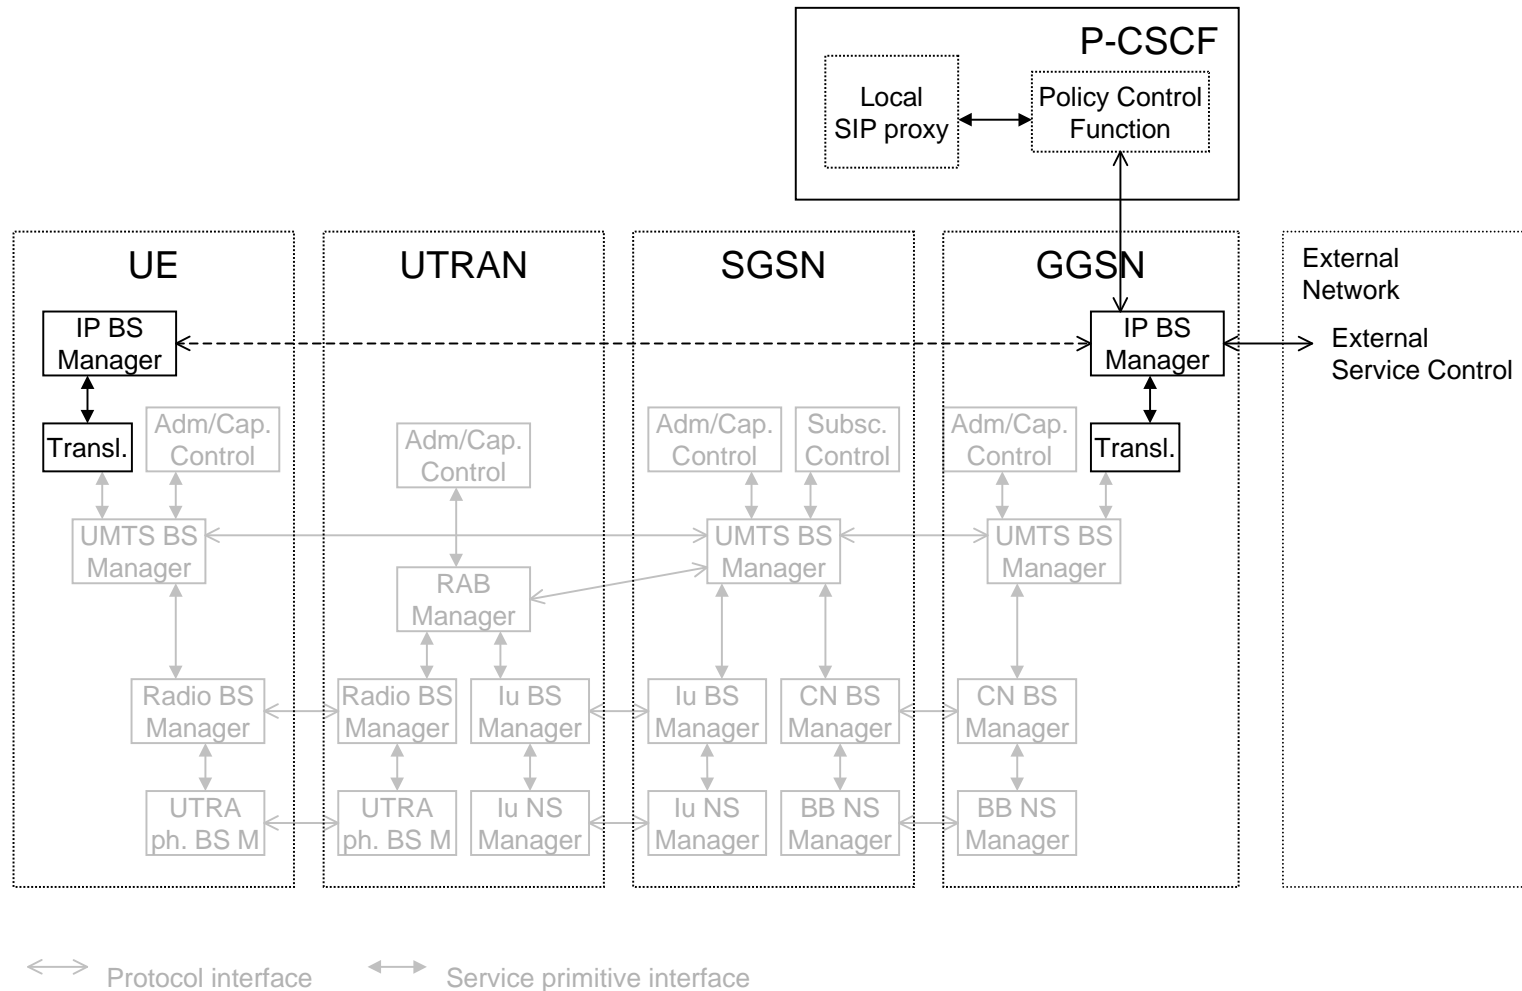 P-CSCF
Local
SIP proxy
Policy Control
Function
UE
UTRAN
SGSN
GGSN
External
Network
IP BS
Manager
IP BS
Manager
External
Service Control
Transl.
Adm/Cap.
Control
Adm/Cap.
Control
Adm/Cap.
Control
Subsc.
Control
Adm/Cap.
Control
Transl.
UMTS BS
Manager
UMTS BS
Manager
UMTS BS
Manager
RAB
Manager
Radio BS
Manager
Radio BS
Manager
Iu BS
Manager
Iu BS
Manager
CN BS
Manager
CN BS
Manager
UTRA
ph. BS M
UTRA
ph. BS M
Iu NS
Manager
Iu NS
Manager
BB NS
Manager
BB NS
Manager
Protocol interface
Service primitive interface